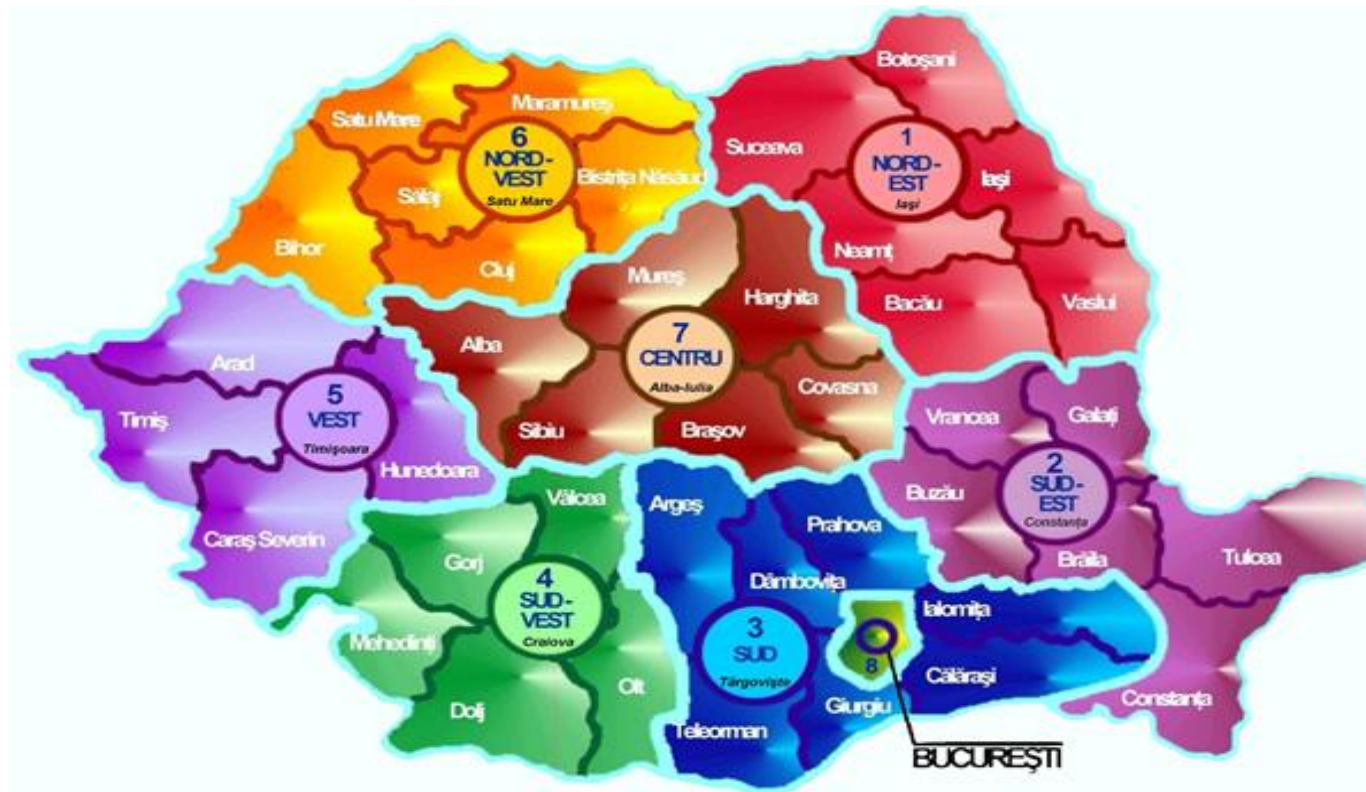 Botoşani
Satu Mare
Maramureş
Suceava
6
NORD-
VEST
Satu Mare
1
NORD-
EST
Iaşi
Iaşi
Bistriţa Năsăud
Sălaj
Bihor
Cluj
Neamţ
Mureş
Harghita
Bacău
Vaslui
7
CENTRU
Alba-Iulia
Alba
Arad
Covasna
5
VEST
Timişoara
Timiş
Vrancea
Galaţi
Sibiu
Braşov
Hunedoara
2
SUD-
EST
Constanţa
Buzău
Vâlcea
Argeş
Prahova
Caraş Severin
Gorj
Brăila
Tulcea
Dâmboviţa
4
SUD-
VEST
Craiova
Ialomiţa
3
SUD
Târgovişte
Mehedinţi
8
Olt
Călăraşi
Constanţa
Dolj
Giurgiu
Teleorman
BUCUREŞTI